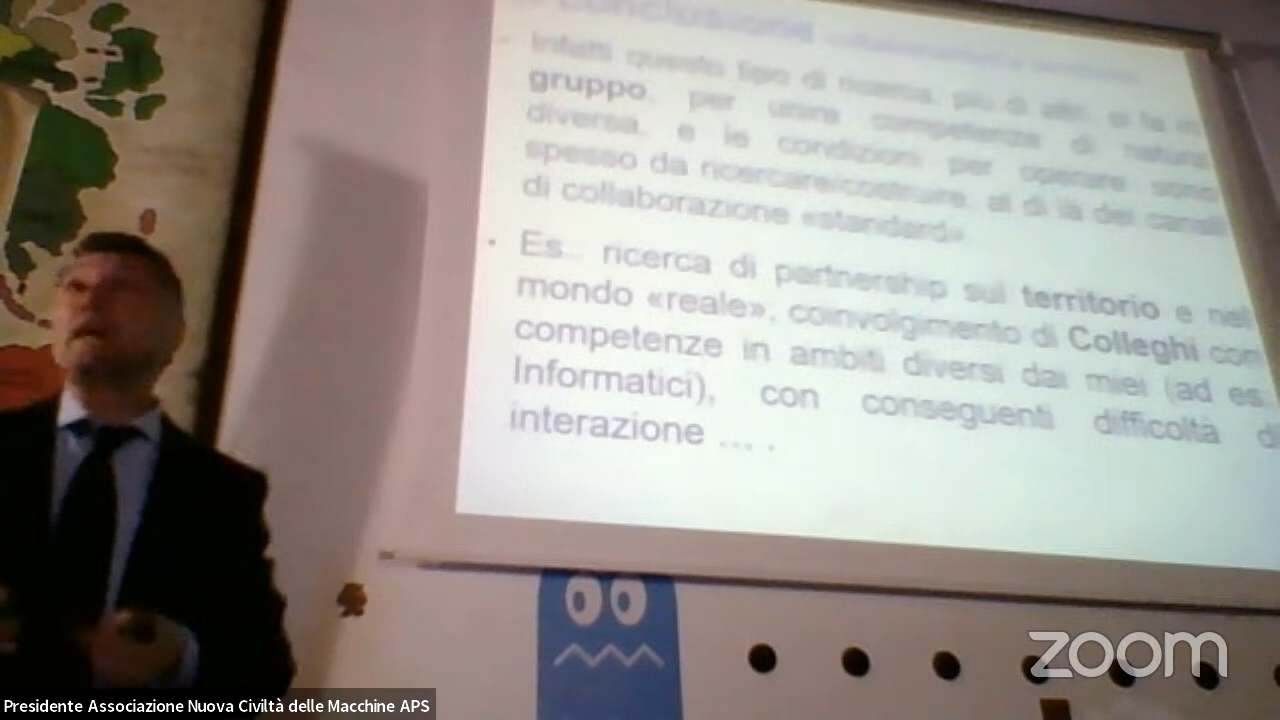 Conclusione
Infatti questo tipo di ricerca, più di altri, si fa in
gruppo, per unire competenze di natura
diversa, e le condizioni per operare sono
spesso da ricercare/costruire, al di là dei canali
di collaborazione «standard»
• Es.. ricerca di partnership sul territorio e nel
mondo «reale», coinvolgimento di Colleghi con
competenze in ambiti diversi dai miei (ad es.
Informatici), con conseguenti difficoltà di
interazione ... .
zoom
Presidente Associazione Nuova Civiltà delle Macchine APS